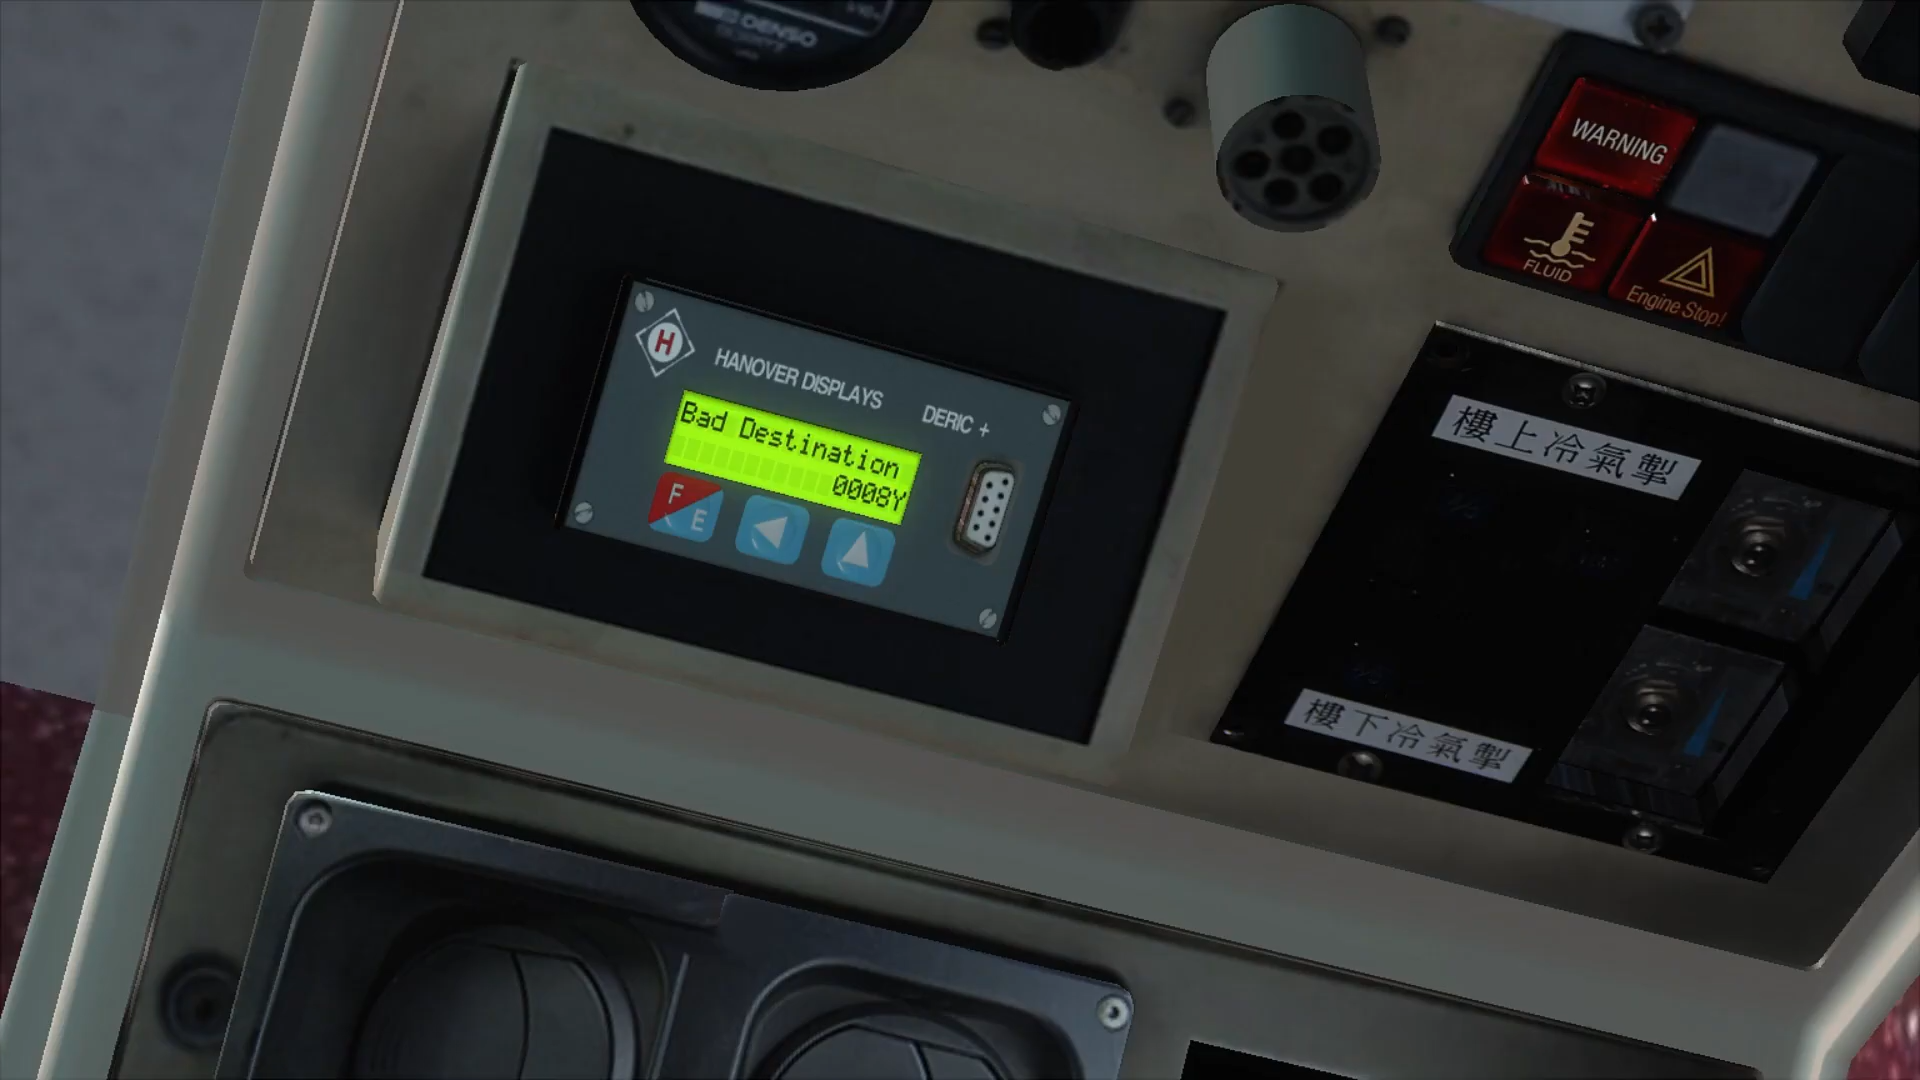 DENSO
WARNING
FLUID
Engine Stop!
H
HANOVER DISPLAYS
DERIC +
Bad Destination
0008Y
F
E
樓上冷氣掣
樓下冷氣掣